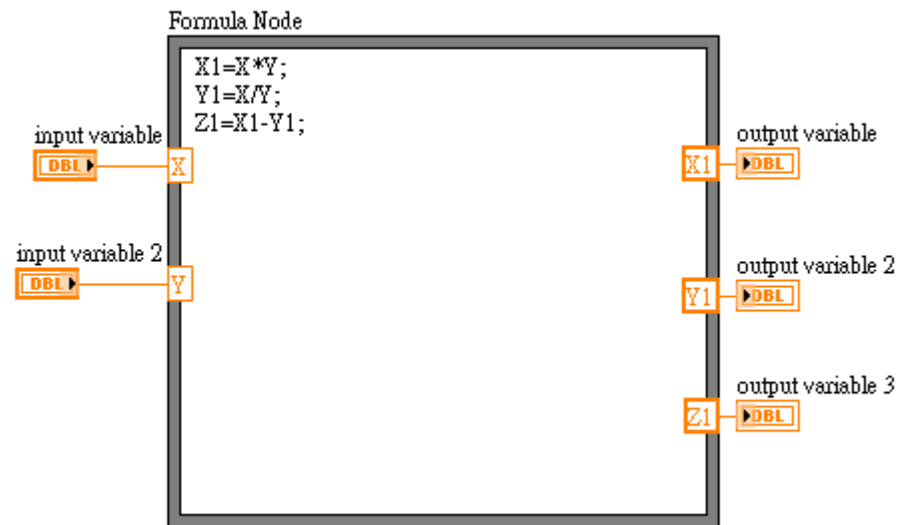 Formula Node
X1=X*Y;
Y1=X/Y;
Z1=X1-Y1;
input variable
DBL
X
input variable 2
DBL
Y
output variable
X1
DBL
output variable 2
Y1
DBL
output variable 3
Z1
DBL